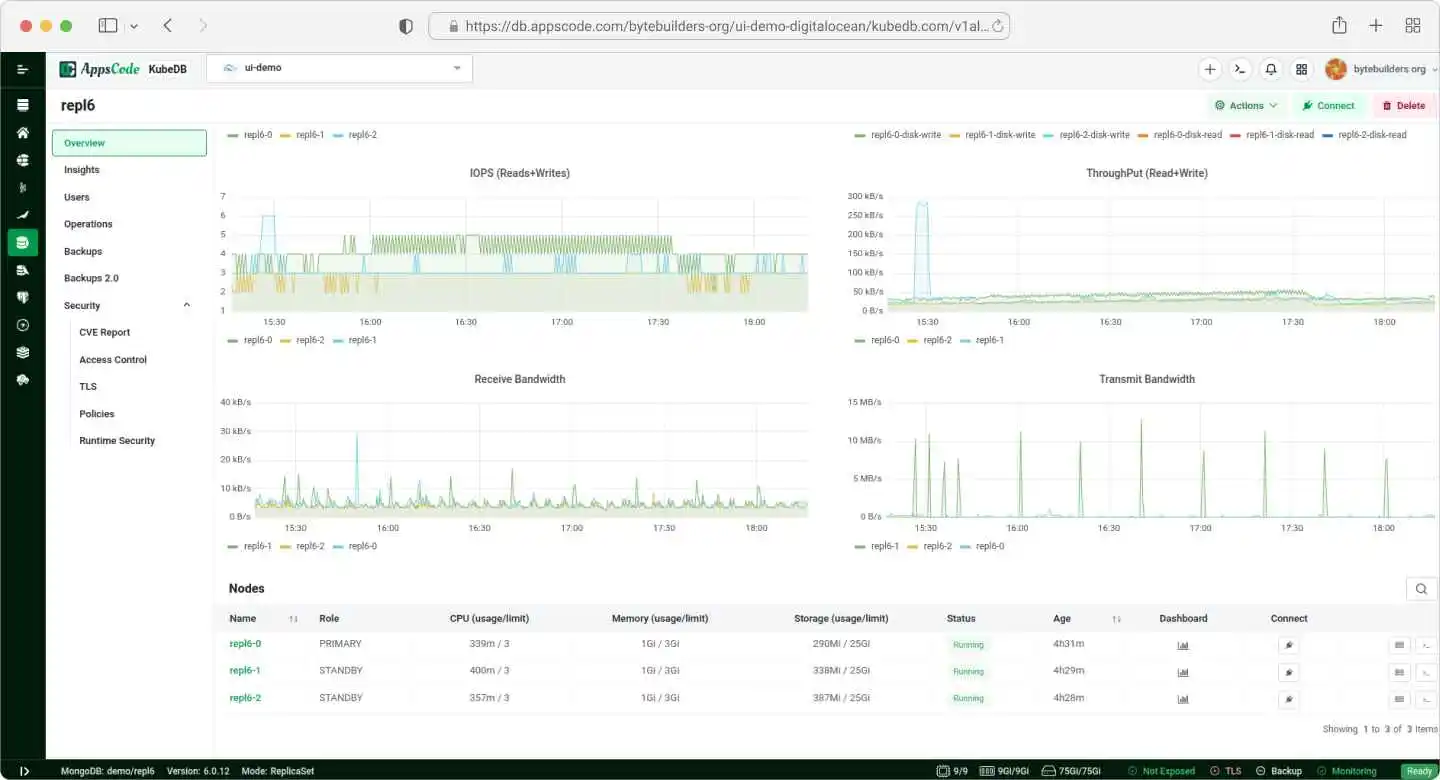 https://db.appscode.com/bytebuilders-org/ui-demo-digitalocean/kubedb.com/v1al...
AppsCode KubeDB ui-demo bytebuilders org
repl6 Actions Connect Delete
Overview
Insights
Users
Operations
Backups
Backups 2.0
Security
CVE Report
Access Control
TLS
Policies
Runtime Security
repl6-0 repl6-1 repl6-2
repl6-0-disk-write repl6-1-disk-write repl6-2-disk-write repl6-0-disk-read repl6-1-disk-read repl6-2-disk-read
IOPS (Reads+Writes)
7
6
5
4
3
2
1
15:30 16:00 16:30 17:00 17:30 18:00
repl6-0 repl6-2 repl6-1
ThroughPut (Read+Write)
300 kB/s
250 kB/s
200 kB/s
150 kB/s
100 kB/s
50 kB/s
0 B/s
15:30 16:00 16:30 17:00 17:30 18:00
repl6-0 repl6-2 repl6-1
Receive Bandwidth
40 kB/s
30 kB/s
20 kB/s
10 kB/s
0 B/s
15:30 16:00 16:30 17:00 17:30 18:00
repl6-1 repl6-2 repl6-0
Transmit Bandwidth
15 MB/s
10 MB/s
5 MB/s
0 B/s
15:30 16:00 16:30 17:00 17:30 18:00
repl6-1 repl6-2 repl6-0
Nodes
Name Role CPU (usage/limit) Memory (usage/limit) Storage (usage/limit) Status Age Dashboard Connect
repl6-0 PRIMARY 339m / 3 1Gi / 3Gi 290Mi / 25Gi Running 4h31m
repl6-1 STANDBY 400m / 3 1Gi / 3Gi 338Mi / 25Gi Running 4h29m
repl6-2 STANDBY 357m / 3 1Gi / 3Gi 387Mi / 25Gi Running 4h28m
Showing 1 to 3 of 3 Items
MongoDB: demo/repl6 Version: 6.0.12 Mode: ReplicaSet 9/9 9Gi/9Gi 75Gi/75Gi Not Exposed TLS Backup Monitoring Ready